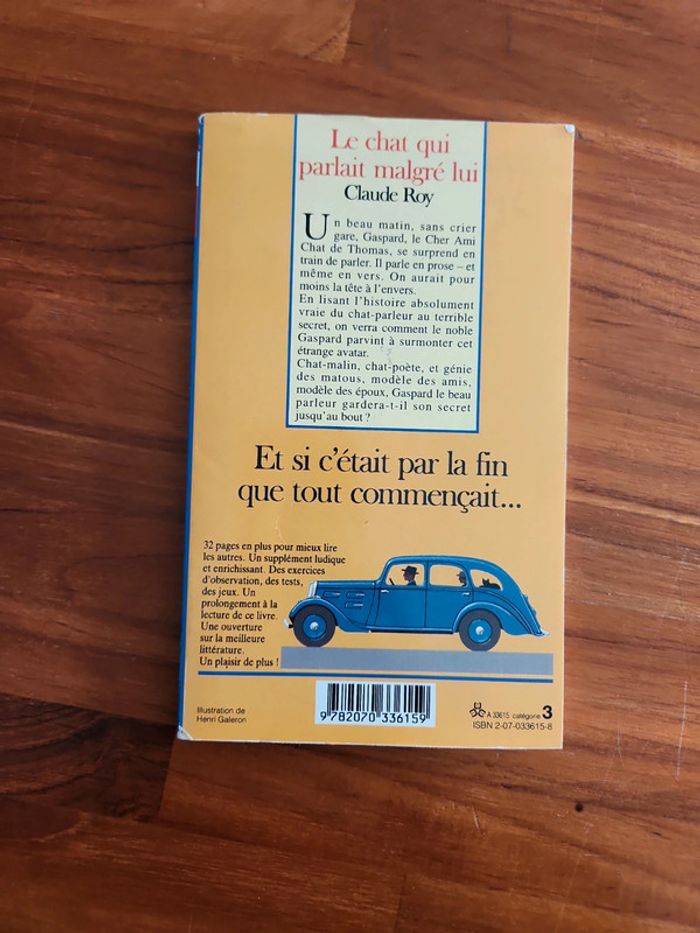 Le chat qui
parlait malgré lui
Claude Roy
Un beau matin, sans crier
gare, Gaspard, le Cher Ami
Chat de Thomas, se surprend en
train de parler. Il parle en prose – et
même en vers. On aurait pour
moins la tête à l'envers.
En lisant l'histoire absolument
vraie du chat-parleur au terrible
secret, on verra comment le noble
Gaspard parvint à surmonter cet
étrange avatar.
Chat-malin, chat-poète, et génie
des matous, modèle des amis,
modèle des époux, Gaspard le beau
parleur gardera-t-il son secret
jusqu'au bout ?
Et si c'était par la fin
que tout commençait...
32 pages en plus pour mieux lire
les autres. Un supplément ludique
et enrichissant. Des exercices
d'observation, des tests,
des jeux. Un
prolongement à la
lecture de ce livre.
Une ouverture
sur la meilleure
littérature.
Un plaisir de plus !
Illustration de
Henri Galeron
9 782070 336159
A 33615 catégorie 3
ISBN 2-07-033615-8